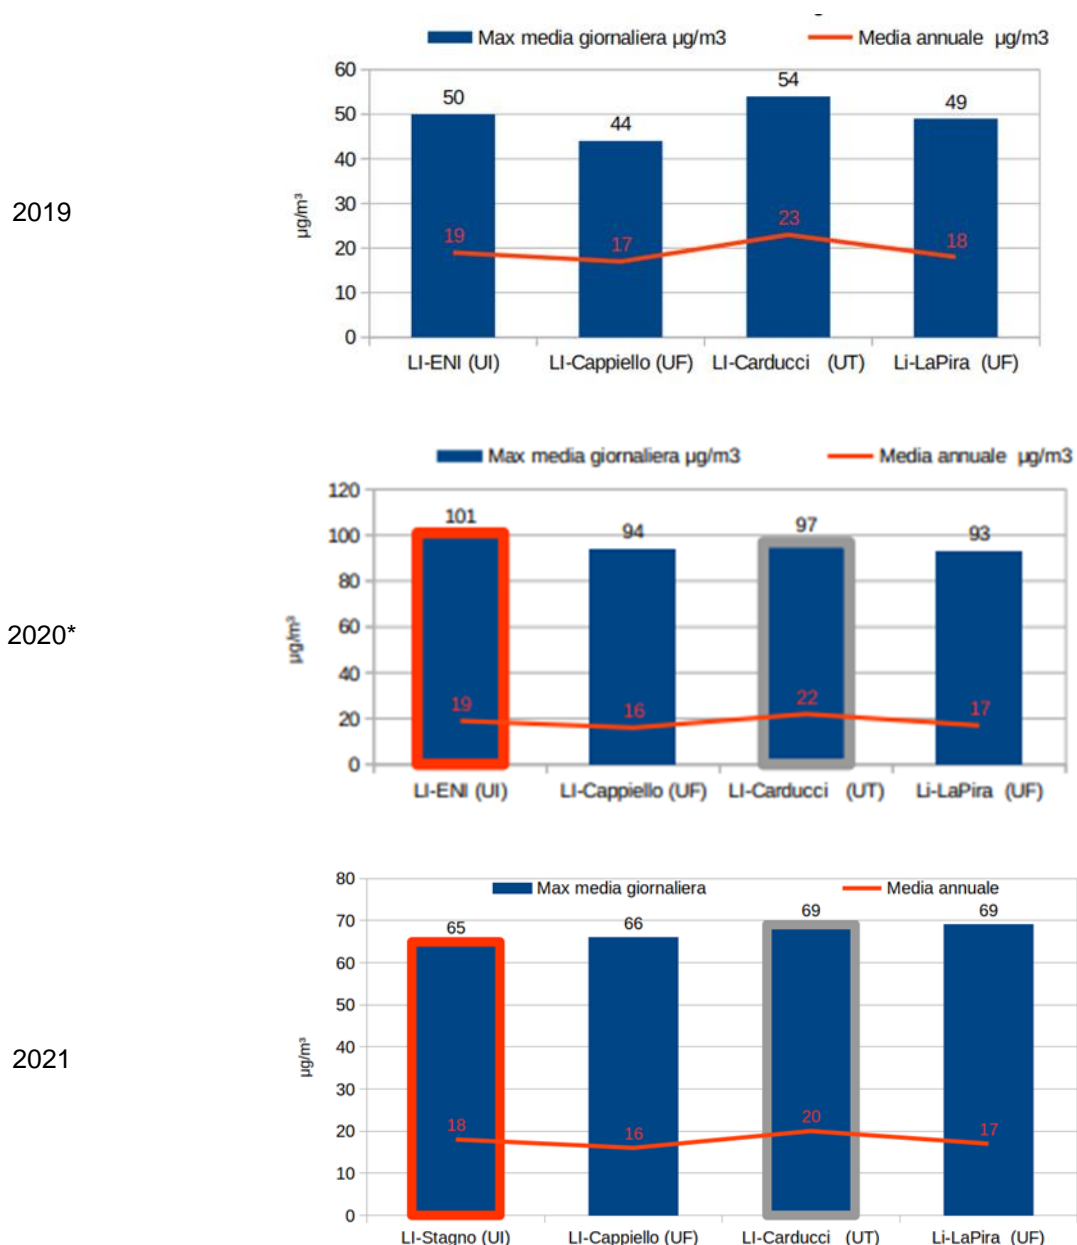 Max media giornaliera µg/m3 Media annuale µg/m3
60
50
40
30
20
10
0
µg/m³
50 44 54 49
19 17 23 18
LI-ENI (UI) LI-Cappiello (UF) LI-Carducci (UT) Li-LaPira (UF)
2019
Max media giornaliera µg/m3 Media annuale µg/m3
120
100
80
60
40
20
0
µg/m³
101 94 97 93
19 16 22 17
LI-ENI (UI) LI-Cappiello (UF) LI-Carducci (UT) Li-LaPira (UF)
2020*
Max media giornaliera Media annuale
80
70
60
50
40
30
20
10
0
µg/m³
65 66 69 69
18 16 20 17
LI-Stagno (UI) LI-Cappiello (UF) LI-Carducci (UT) Li-LaPira (UF)
2021